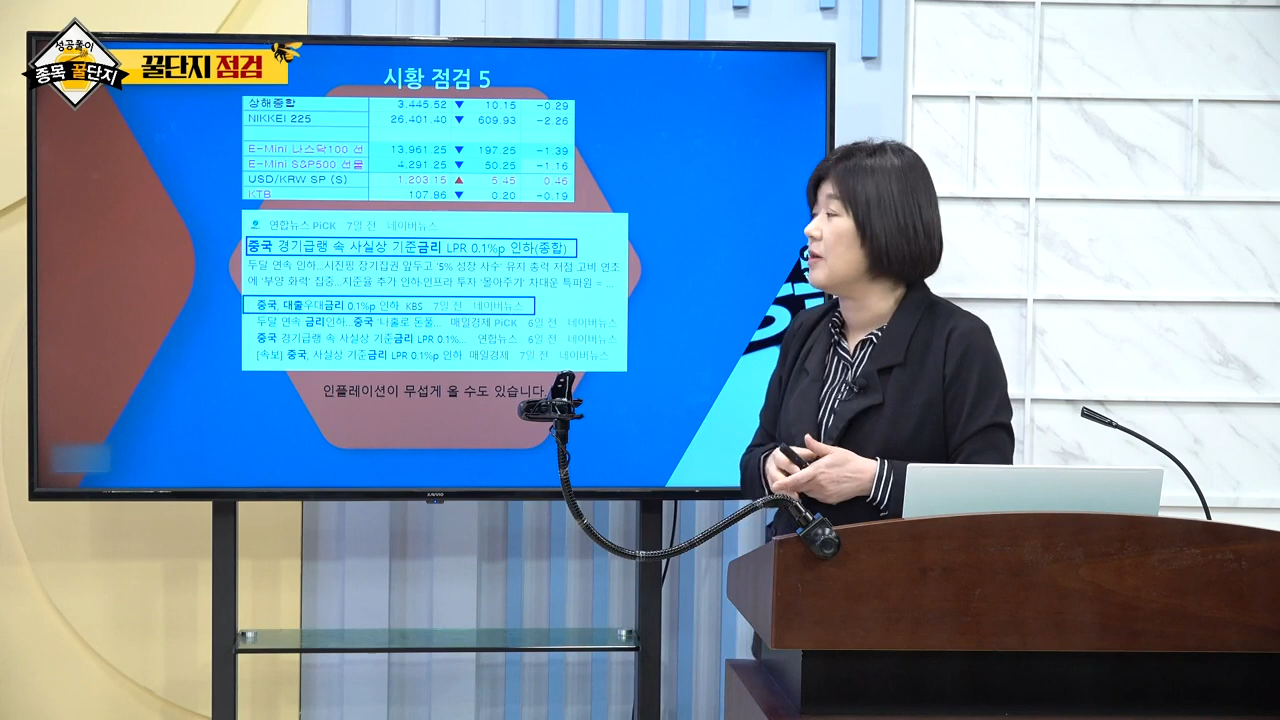 성공풀이
종목 꿀단지
꿀단지 점검
시황 점검 5
상해종합 3,445.52 ▼ 10.15 -0.29
NIKKEI 225 26,401.40 ▼ 609.93 -2.26
E-Mini 나스닥100 선 13,961.25 ▼ 197.25 -1.39
E-Mini S&P500 선물 4,291.25 ▼ 50.25 -1.16
USD/KRW SP (S) 1,203.15 ▲ 5.45 0.46
KTB 107.86 ▼ 0.20 -0.19
연합뉴스 PiCK 7일 전 네이버뉴스
중국 경기급랭 속 사실상 기준금리 LPR 0.1%p 인하(종합)
두달 연속 인하...시진핑 장기집권 앞두고 '5% 성장 사수' 유지 총력 저점 고비 연조
에 '부양 화력' 집중...지준율 추가 인하·인프라 투자 '몰아주기' 차대운 특파원 = ...
중국, 대출우대금리 0.1%p 인하 KBS 7일 전 네이버뉴스
두달 연속 금리인하...중국 '나홀로 돈풀... 매일경제 PiCK 6일 전 네이버뉴스
중국 경기급랭 속 사실상 기준금리 LPR 0.1%... 연합뉴스 6일 전 네이버뉴스
[속보] 중국, 사실상 기준금리 LPR 0.1%p 인하 매일경제 7일 전 네이버뉴스
인플레이션이 무섭게 올 수도 있습니다